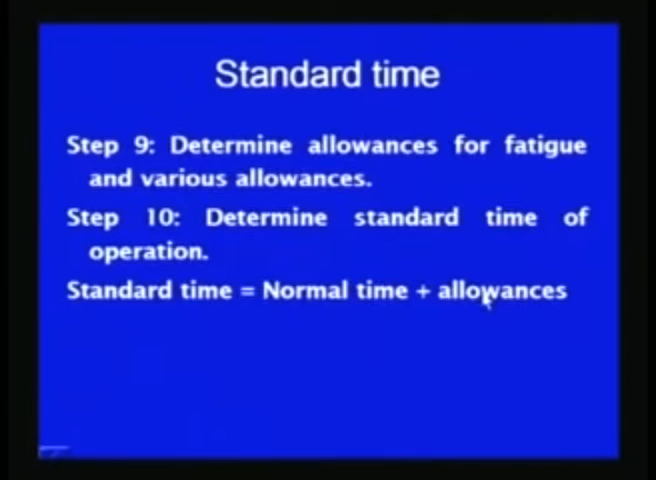 Standard time
Step 9: Determine allowances for fatigue
and various allowances.
Step 10: Determine standard time of
operation.
Standard time = Normal time + allowances